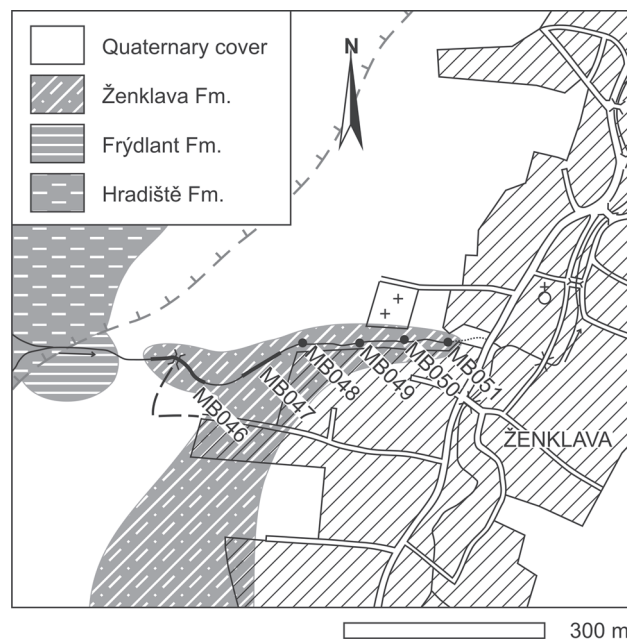 Quaternary cover
Ženklava Fm.
Frýdlant Fm.
Hradiště Fm.
N
MB046
MB047
MB048
MB049
MB050
MB051
ŽENKLAVA
300 m